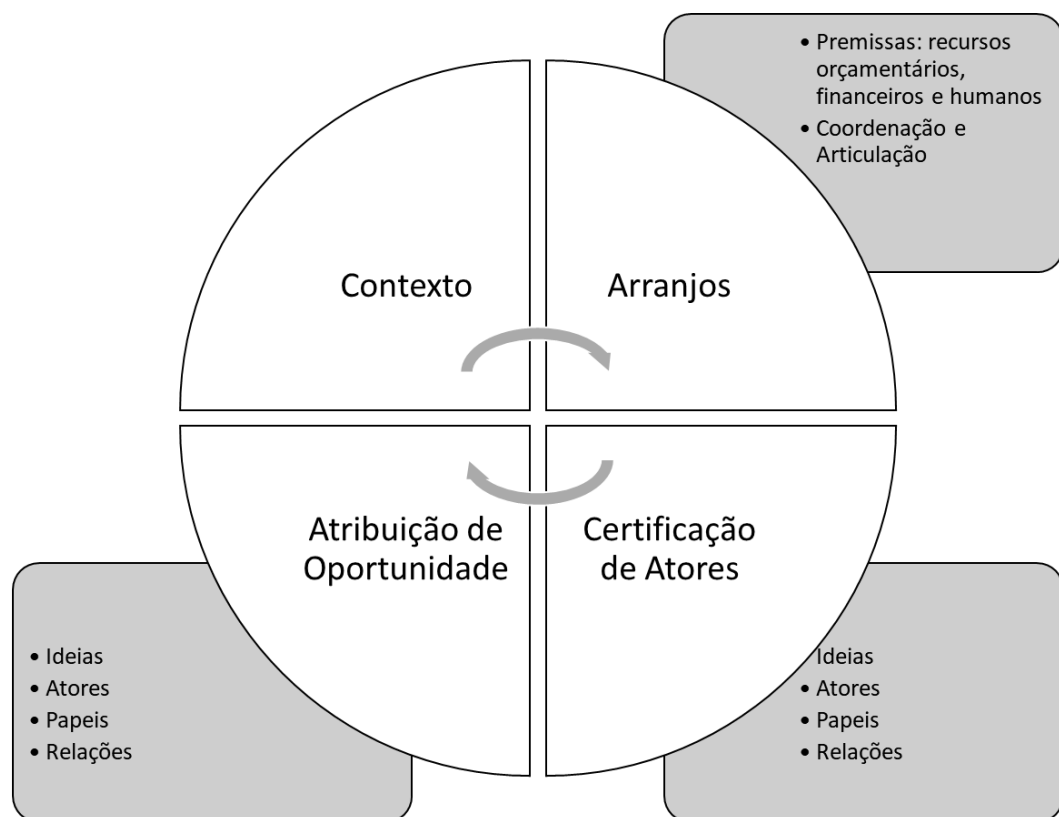 • Premissas: recursos
orçamentários,
financeiros e humanos
• Coordenação e
Articulação
Contexto
Arranjos
Atribuição de
Oportunidade
Certificação
de Atores
• Ideias
• Atores
• Papeis
• Relações
Ideias
• Atores
• Papeis
• Relações